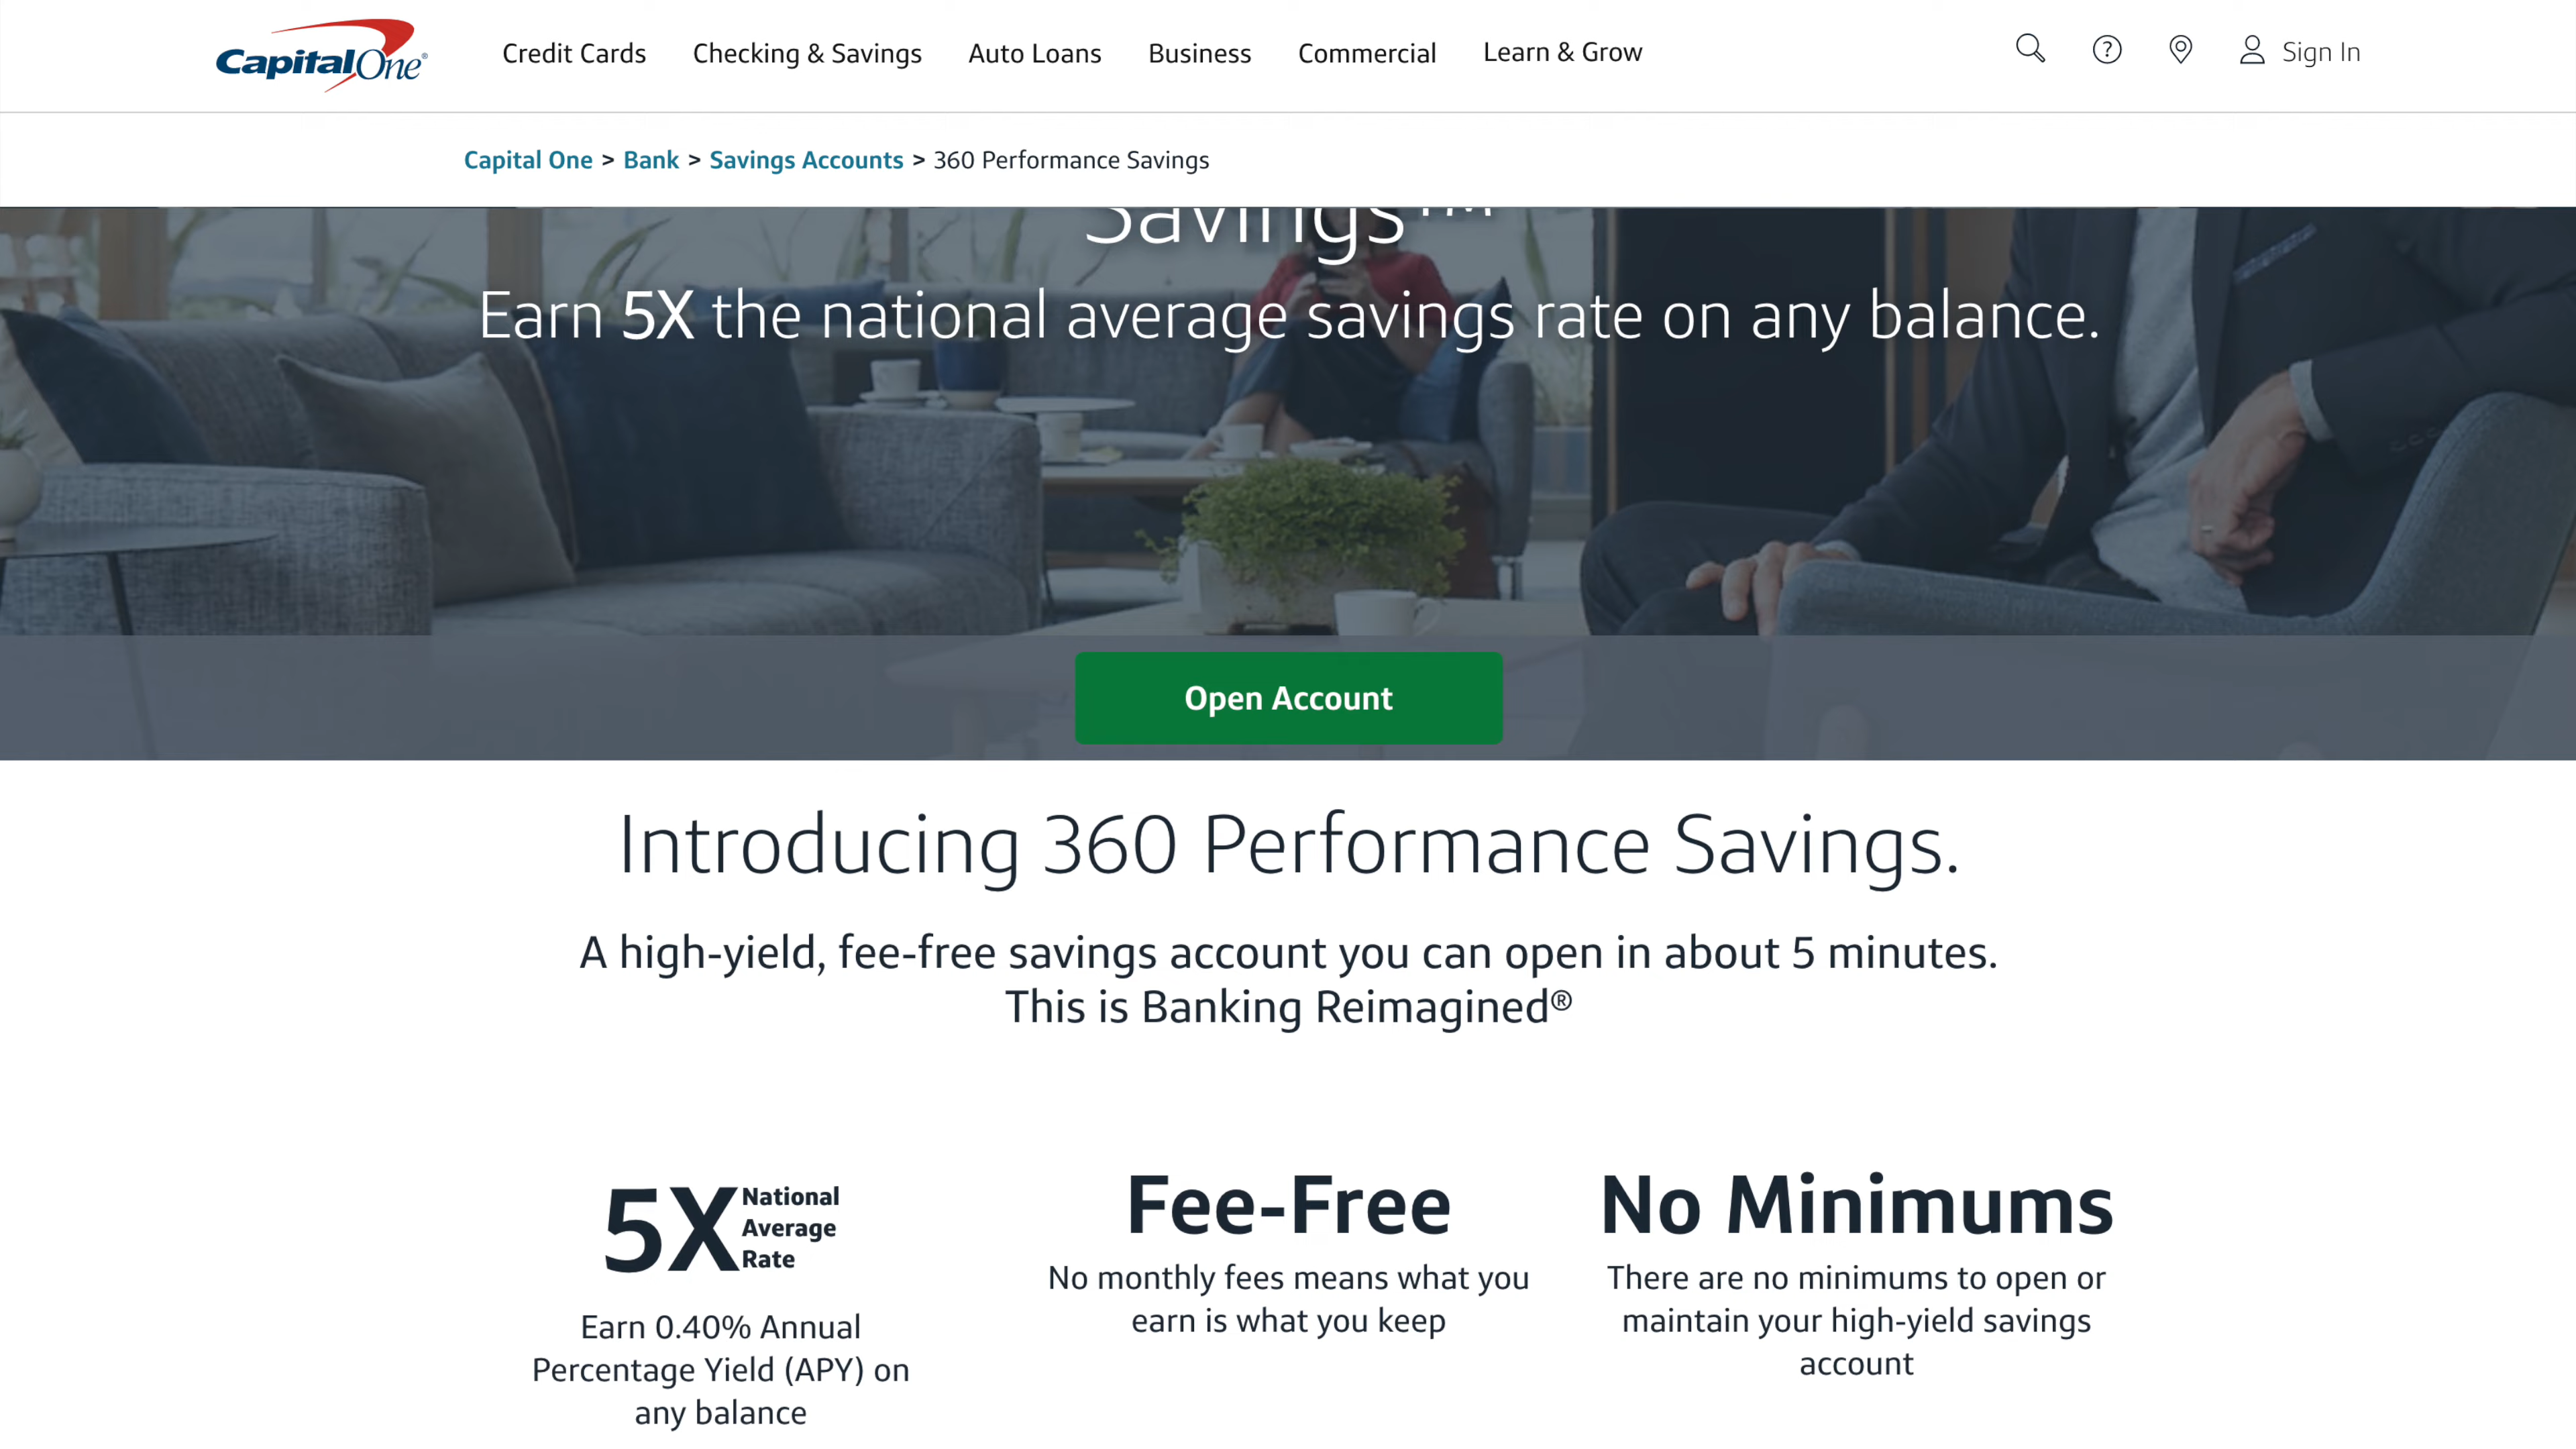 CapitalOne®
Credit Cards
Checking & Savings
Auto Loans
Business
Commercial
Learn & Grow
Sign In
Capital One > Bank > Savings Accounts > 360 Performance Savings
Savings™
Earn 5X the national average savings rate on any balance.
Open Account
Introducing 360 Performance Savings.
A high-yield, fee-free savings account you can open in about 5 minutes.
This is Banking Reimagined®
5X
National
Average
Rate
Earn 0.40% Annual
Percentage Yield (APY) on
any balance
Fee-Free
No monthly fees means what you
earn is what you keep
No Minimums
There are no minimums to open or
maintain your high-yield savings
account